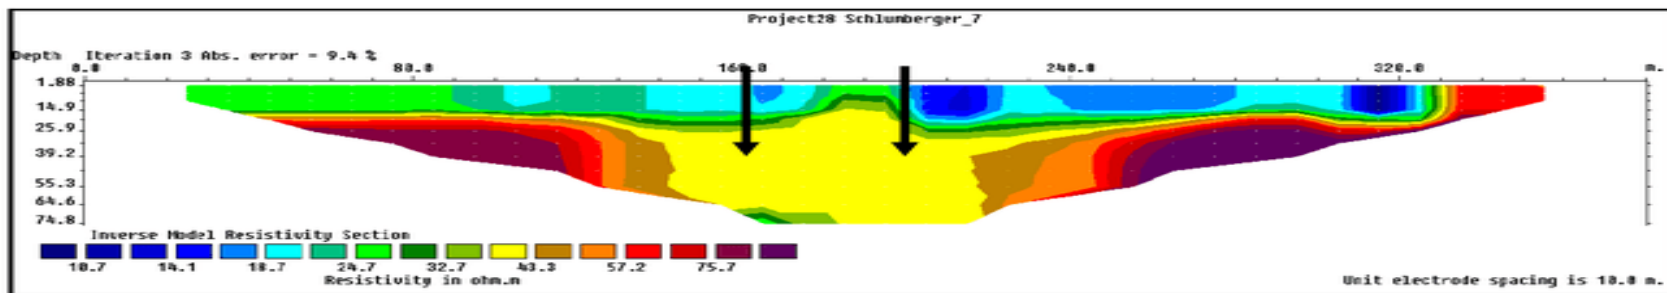 Project28 Schlumberger_7
Depth Iteration 3 Abs. error = 9.4 %
0.0 80.0 160.0 240.0 320.0 m.
1.88
14.9
25.9
39.2
55.3
64.6
74.8
Inverse Model Resistivity Section
10.7 14.1 18.7 24.7 32.7 43.3 57.2 75.7
Resistivity in ohm.m
Unit electrode spacing is 10.0 m.